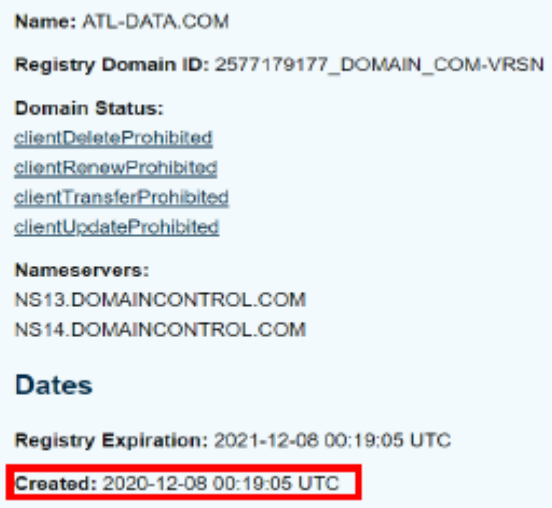 Name: ATL-DATA.COM
Registry Domain ID: 2577179177_DOMAIN_COM-VRSN
Domain Status:
clientDeleteProhibited
clientRenewProhibited
clientTransferProhibited
clientUpdateProhibited
Nameservers:
NS13.DOMAINCONTROL.COM
NS14.DOMAINCONTROL.COM
Dates
Registry Expiration: 2021-12-08 00:19:05 UTC
Created: 2020-12-08 00:19:05 UTC